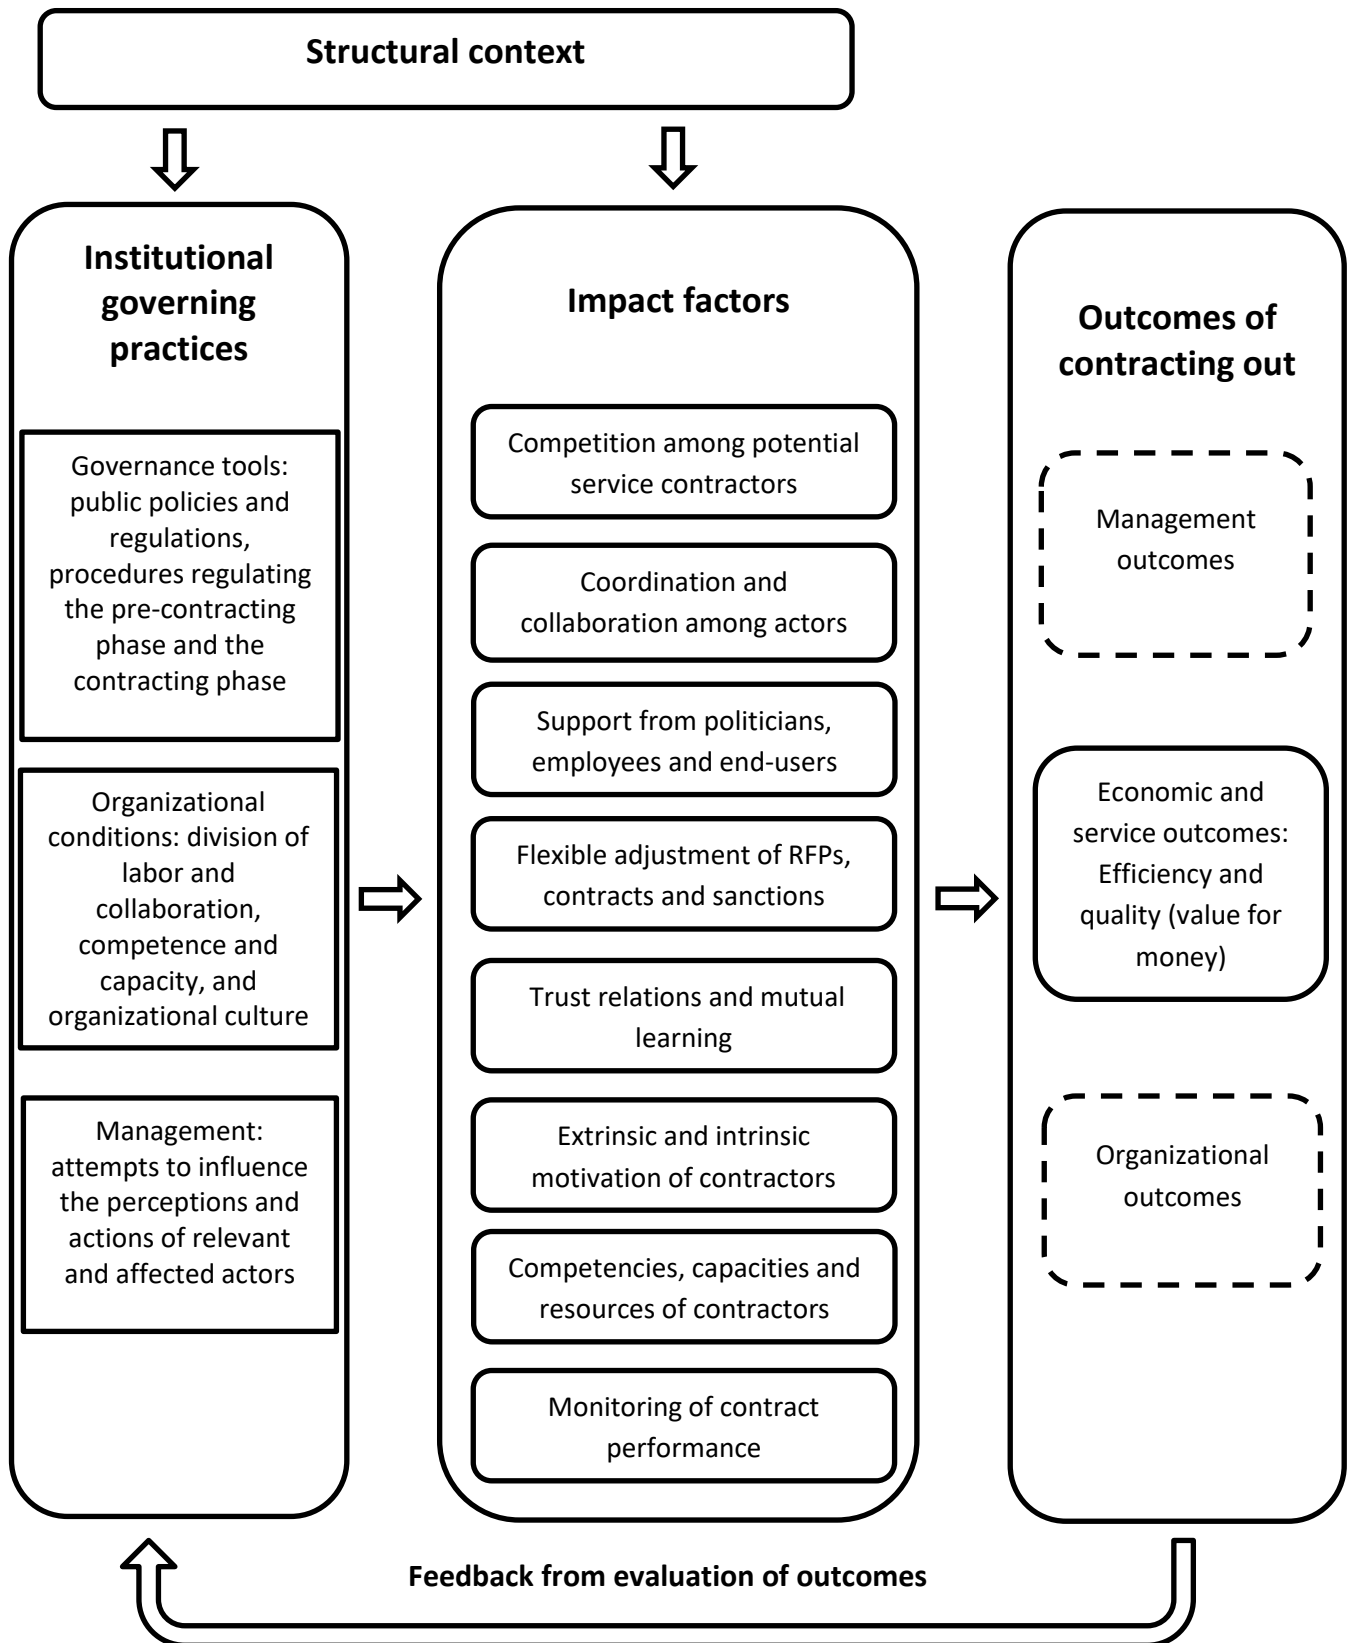 Structural context
Institutional
governing
practices
Governance tools:
public policies and
regulations,
procedures regulating
the pre-contracting
phase and the
contracting phase
Organizational
conditions: division of
labor and
collaboration,
competence and
capacity, and
organizational culture
Management:
attempts to influence
the perceptions and
actions of relevant
and affected actors
Impact factors
Competition among potential
service contractors
Coordination and
collaboration among actors
Support from politicians,
employees and end-users
Flexible adjustment of RFPs,
contracts and sanctions
Trust relations and mutual
learning
Extrinsic and intrinsic
motivation of contractors
Competencies, capacities and
resources of contractors
Monitoring of contract
performance
Outcomes of
contracting out
Management
outcomes
Economic and
service outcomes:
Efficiency and
quality (value for
money)
Organizational
outcomes
Feedback from evaluation of outcomes